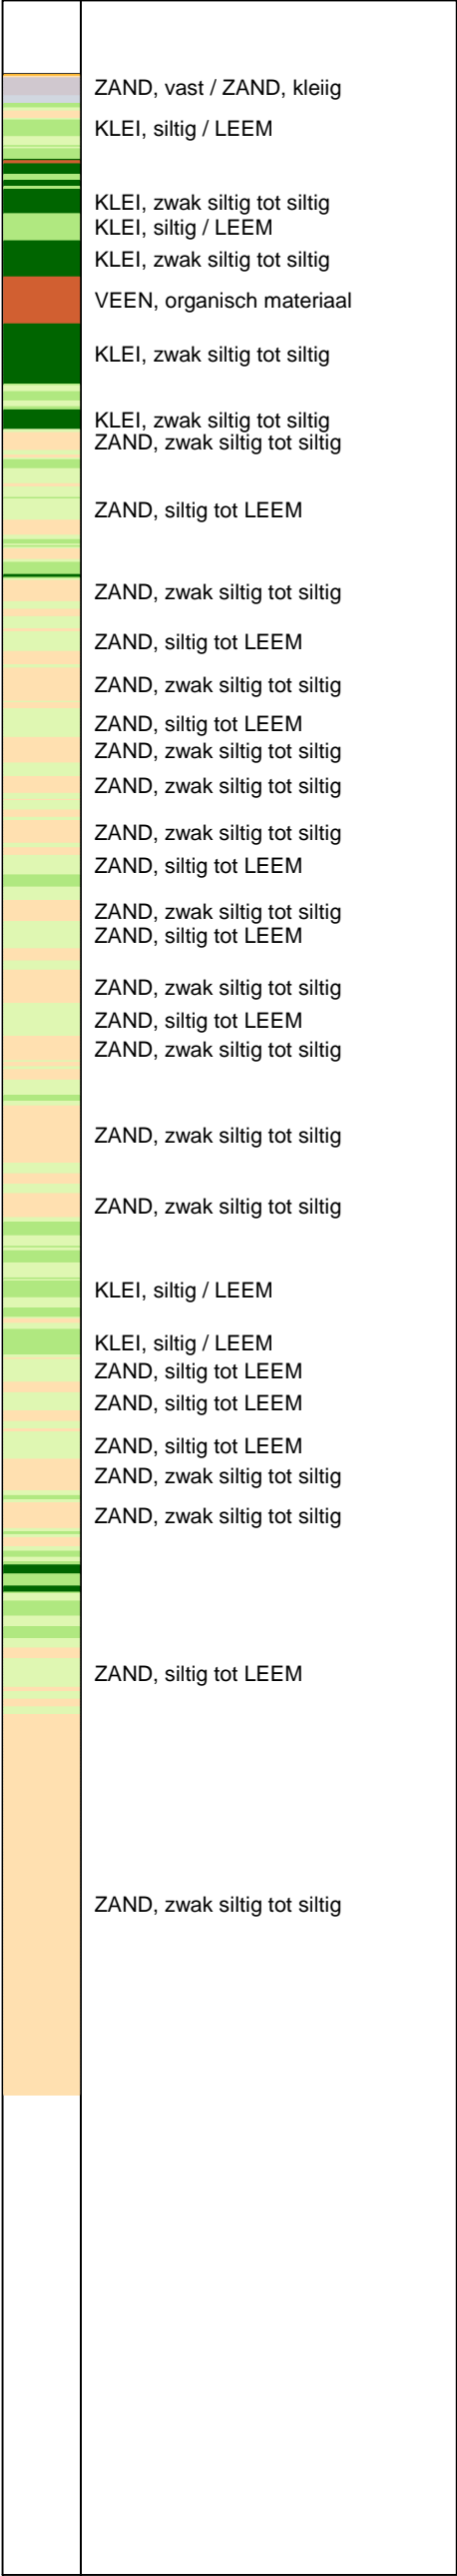 ZAND, vast / ZAND, kleiig
KLEI, siltig / LEEM
KLEI, zwak siltig tot siltig
KLEI, siltig / LEEM
KLEI, zwak siltig tot siltig
VEEN, organisch materiaal
KLEI, zwak siltig tot siltig
KLEI, zwak siltig tot siltig
ZAND, zwak siltig tot siltig
ZAND, siltig tot LEEM
ZAND, zwak siltig tot siltig
ZAND, siltig tot LEEM
ZAND, zwak siltig tot siltig
ZAND, siltig tot LEEM
ZAND, zwak siltig tot siltig
ZAND, zwak siltig tot siltig
ZAND, zwak siltig tot siltig
ZAND, siltig tot LEEM
ZAND, zwak siltig tot siltig
ZAND, siltig tot LEEM
ZAND, zwak siltig tot siltig
ZAND, siltig tot LEEM
ZAND, zwak siltig tot siltig
ZAND, zwak siltig tot siltig
ZAND, zwak siltig tot siltig
KLEI, siltig / LEEM
KLEI, siltig / LEEM
ZAND, siltig tot LEEM
ZAND, siltig tot LEEM
ZAND, siltig tot LEEM
ZAND, zwak siltig tot siltig
ZAND, zwak siltig tot siltig
ZAND, siltig tot LEEM
ZAND, zwak siltig tot siltig